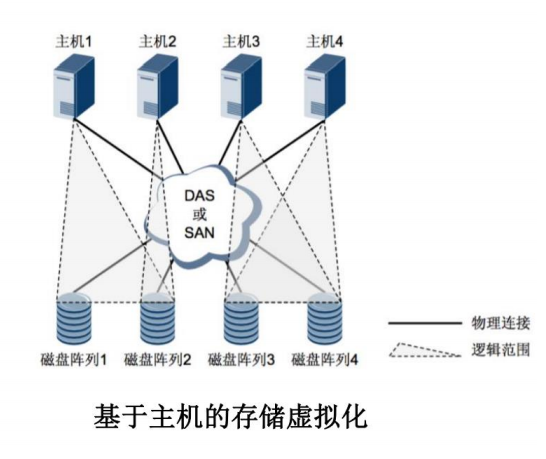 主机1 主机2 主机3 主机4
DAS
或
SAN
磁盘阵列1 磁盘阵列2 磁盘阵列3 磁盘阵列4
物理连接
逻辑范围
基于主机的存储虚拟化